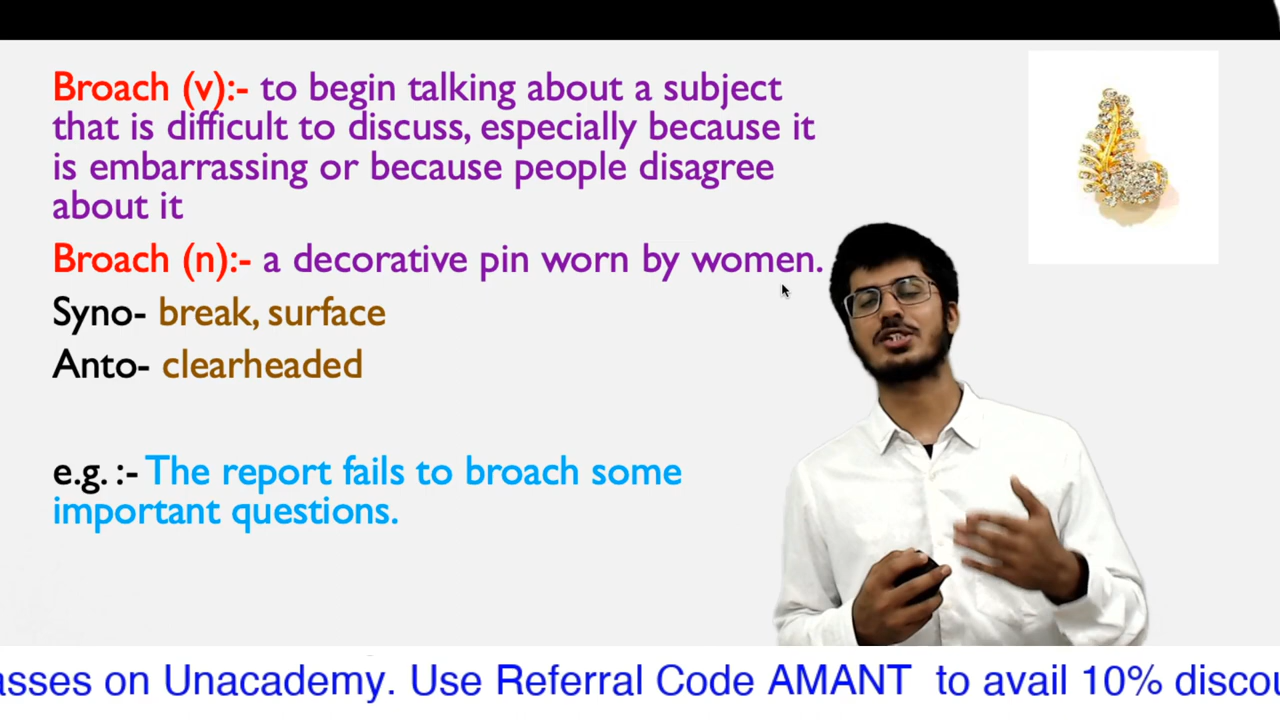 Broach (v):- to begin talking about a subject
that is difficult to discuss, especially because it
is embarrassing or because people disagree
about it
Broach (n):- a decorative pin worn by women.
Syno- break, surface
Anto- clearheaded
e.g. :- The report fails to broach some
important questions.
on Unacademy. Use Referral Code AMANT to avail 10%